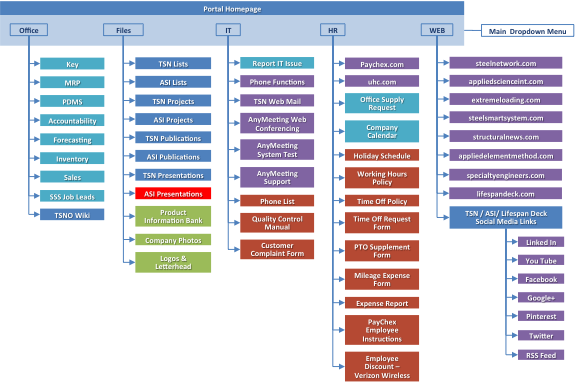 Portal Homepage
Office
Files
IT
HR
WEB
Main Dropdown Menu
Key
MRP
PDMS
Accountability
Forecasting
Inventory
Sales
SSS Job Leads
TSNO Wiki
TSN Lists
ASI Lists
TSN Projects
ASI Projects
TSN Publications
ASI Publications
TSN Presentations
ASI Presentations
Product
Information Bank
Company Photos
Logos &
Letterhead
Report IT Issue
Phone Functions
TSN Web Mail
AnyMeeting Web
Conferencing
AnyMeeting
System Test
AnyMeeting
Support
Phone List
Quality Control
Manual
Customer
Complaint Form
Paychex.com
uhc.com
Office Supply
Request
Company
Calendar
Holiday Schedule
Working Hours
Policy
Time Off Policy
Time Off Request
Form
PTO Supplement
Form
Mileage Expense
Form
Expense Report
PayChex
Employee
Instructions
Employee
Discount –
Verizon Wireless
steelnetwork.com
appliedscienceint.com
extremeloading.com
steelsmartsystem.com
structuralnews.com
appliedelementmethod.com
specialtyengineers.com
lifespandeck.com
TSN / ASI/ Lifespan Deck
Social Media Links
Linked In
You Tube
Facebook
Google+
Pinterest
Twitter
RSS Feed